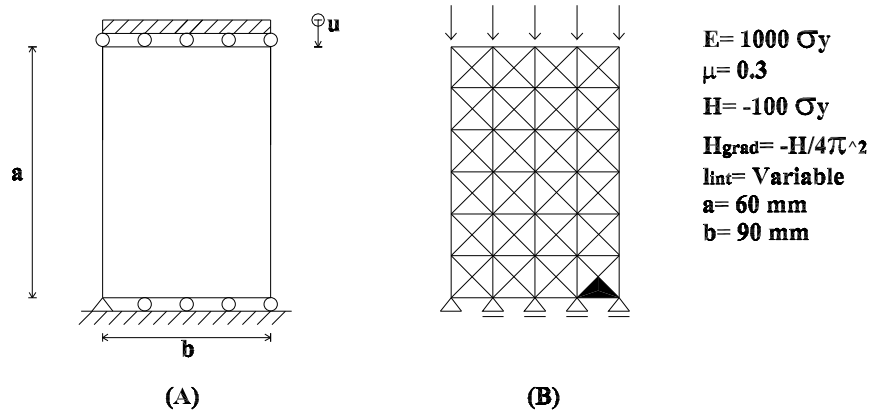 u
a
b
(A)
(B)
E= 1000 σy
μ= 0.3
H= -100 σy
Hgrad= -H/4π^2
lint= Variable
a= 60 mm
b= 90 mm